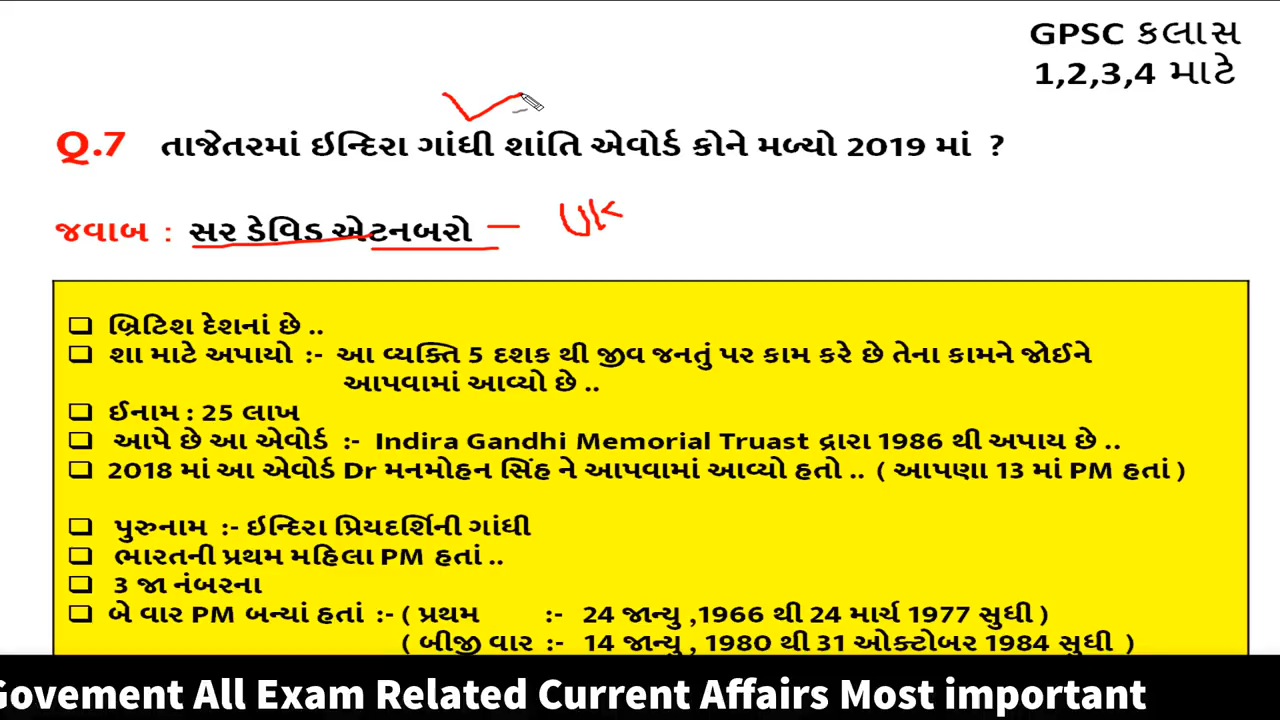 GPSC કલાસ
1,2,3,4 માટે
Q.7 તાજેતરમાં ઇન્દિરા ગાંધી શાંતિ એવોર્ડ કોને મળ્યો 2019 માં ?
જવાબ : સર ડેવિડ એટનબરો – UK
❑ બ્રિટિશ દેશનાં છે ..
❑ શા માટે અપાયો :- આ વ્યક્તિ 5 દશક થી જીવ જનતું પર કામ કરે છે તેના કામને જોઈને
આપવામાં આવ્યો છે ..
❑ ઈનામ : 25 લાખ
❑ આપે છે આ એવોર્ડ :- Indira Gandhi Memorial Truast દ્રારા 1986 થી અપાય છે ..
❑ 2018 માં આ એવોર્ડ Dr મનમોહન સિંહ ને આપવામાં આવ્યો હતો .. ( આપણા 13 માં PM હતાં )
❑ પુરુનામ :- ઇન્દિરા પ્રિયદર્શિની ગાંધી
❑ ભારતની પ્રથમ મહિલા PM હતાં ..
❑ 3 જા નંબરના
❑ બે વાર PM બન્યાં હતાં :- ( પ્રથમ :- 24 જાન્યુ ,1966 થી 24 માર્ચ 1977 સુધી )
( બીજી વાર :- 14 જાન્યુ , 1980 થી 31 ઓક્ટોબર 1984 સુધી )
Govement All Exam Related Current Affairs Most important